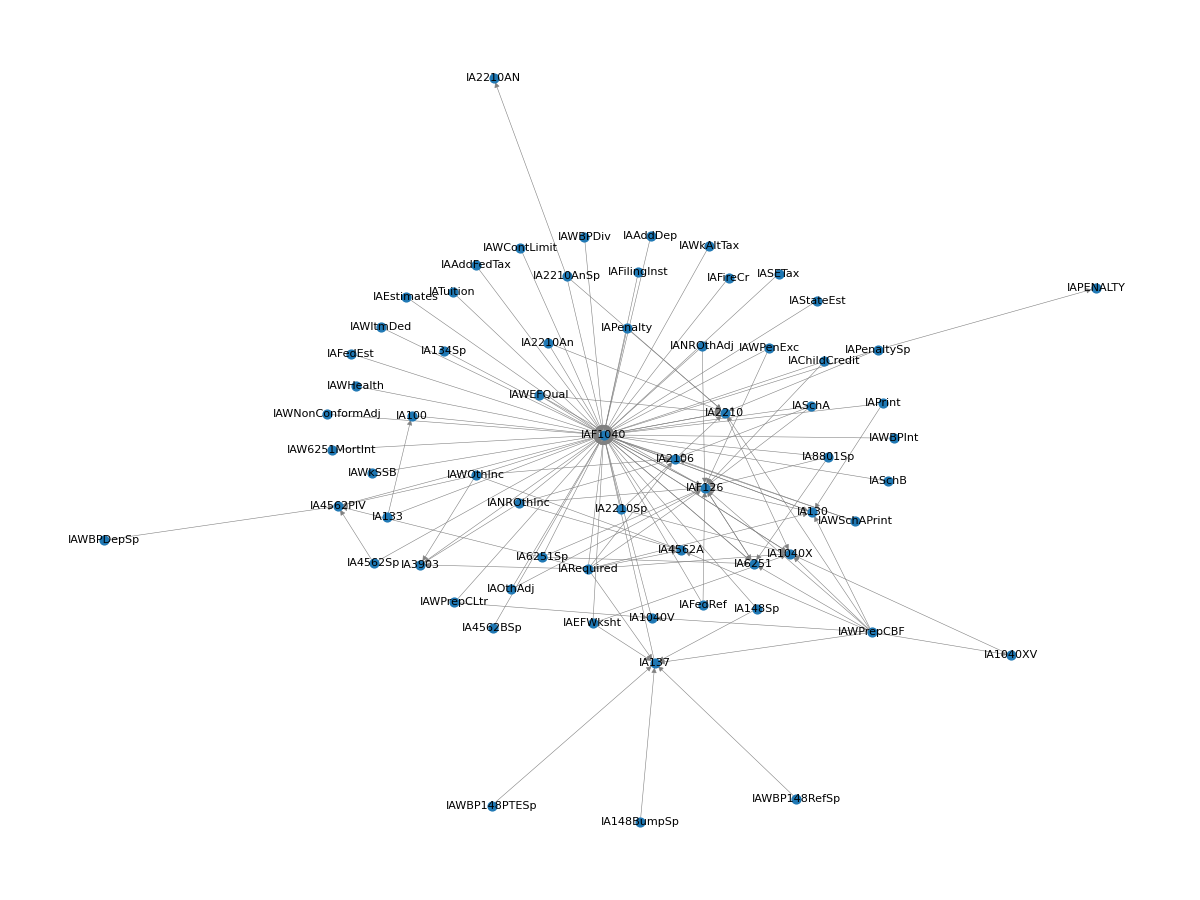 IA2210AN
IAWBPDiv
IAAddDep
IAWContLimit
IAWkAltTax
IAAddFedTax
IA2210AnSp
IAFilingInst
IAFireCr
IASETax
IAPENALTY
IAEstimates
IATuition
IAStateEst
IAWItmDed
IAPenalty
IA2210An
IANROthAdj
IAWPenExc
IAPenaltySp
IAFedEst
IA134Sp
IAChildCredit
IAWHealth
IAWEFQual
IAPrint
IAWNonConformAdj
IA100
IA2210
IASchA
IAF1040
IAWBPInt
IAW6251MortInt
IA2106
IA8801Sp
IAWkSSB
IAWOthInc
IAF126
IASchB
IA4562PIV
IANROthInc
IA2210Sp
IA130
IA133
IAWSchAPrint
IAWBPDepSp
IA4562Sp
IA3903
IA6251Sp
IARequired
IA4562A
IA6251
IA1040X
IAOthAdj
IAWPrepCLtr
IAFedRef
IA148Sp
IA4562BSp
IAEFWksht
IA1040V
IAWPrepCBF
IA137
IA1040XV
IAWBP148PTESp
IAWBP148RefSp
IA148BumpSp